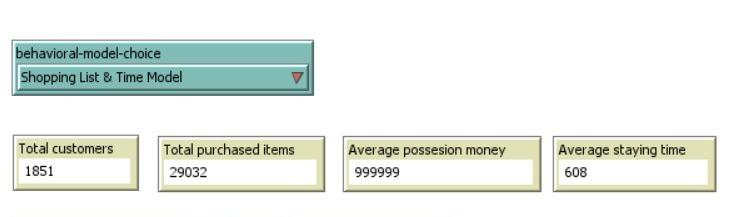 behavioral-model-choice
Shopping List & Time Model
Total customers
1851
Total purchased items
29032
Average possesion money
999999
Average staying time
608